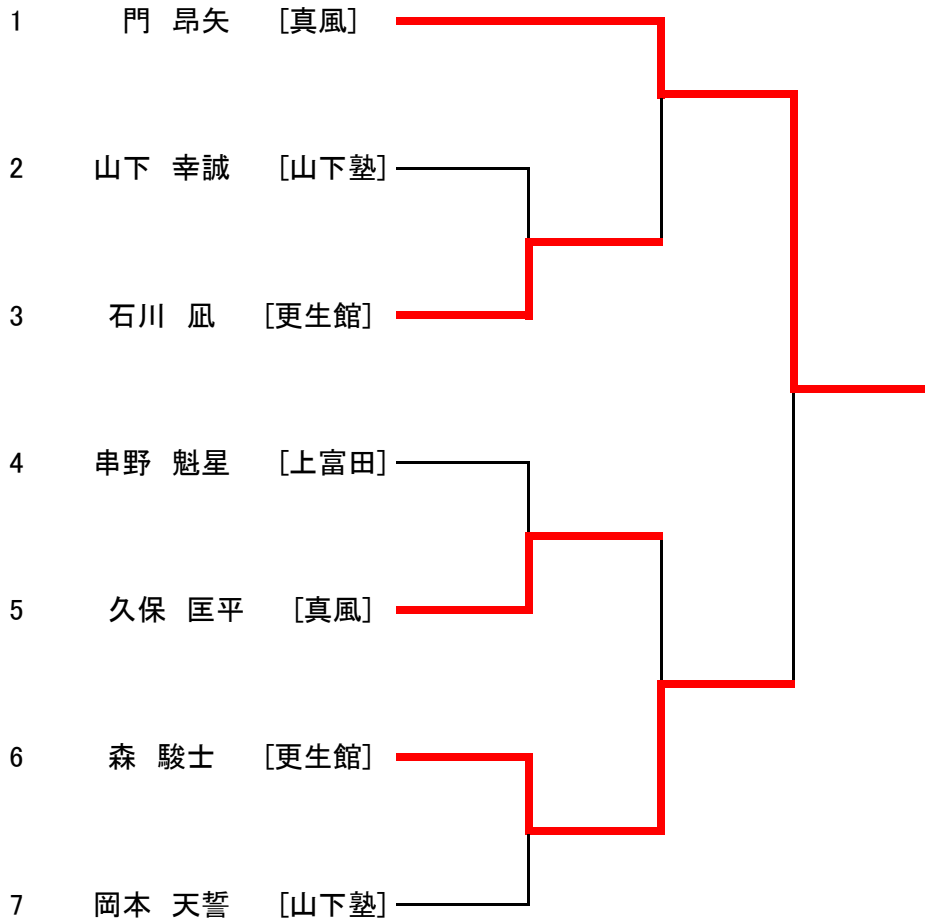 1 門 昂矢 [真風]
2 山下 幸誠 [山下塾]
3 石川 凪 [更生館]
4 串野 魁星 [上富田]
5 久保 匡平 [真風]
6 森 駿士 [更生館]
7 岡本 天誓 [山下塾]